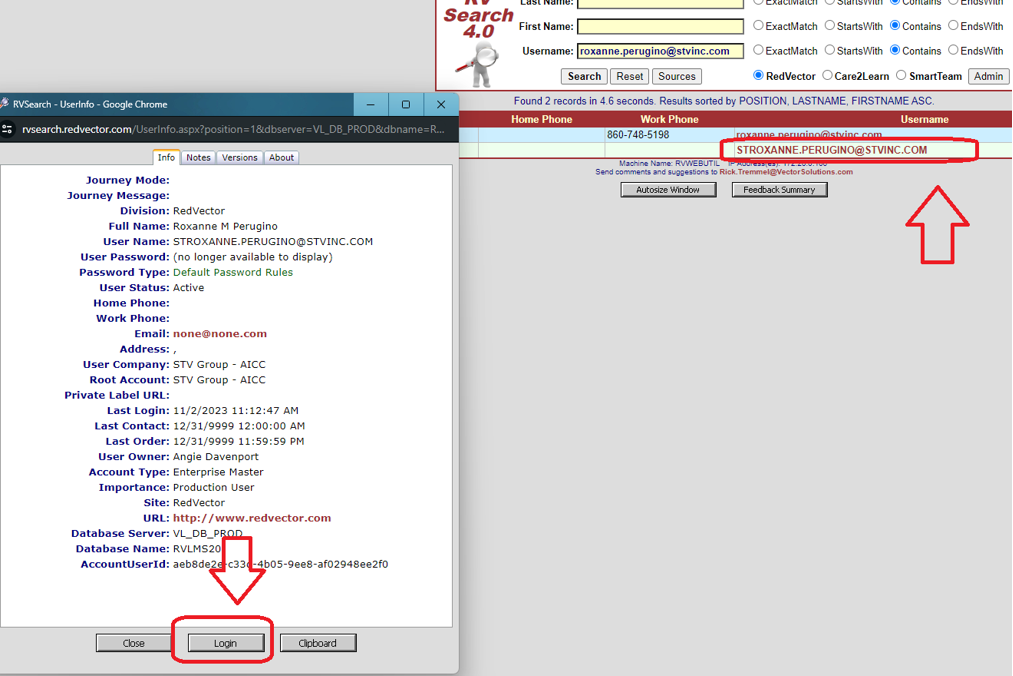 RV
Search
4.0
Last Name:
ExactMatch StartsWith Contains EndsWith
First Name:
ExactMatch StartsWith Contains EndsWith
Username: roxanne.perugino@stvinc.com
ExactMatch StartsWith Contains EndsWith
Search Reset Sources
RedVector Care2Learn SmartTeam Admin
Found 2 records in 4.6 seconds. Results sorted by POSITION, LASTNAME, FIRSTNAME ASC.
Home Phone Work Phone Username
860-748-5198 roxanne.perugino@stvinc.com
STROXANNE.PERUGINO@STVINC.COM
Machine Name: RVWEBUTIL IP Address(es):
Send comments and suggestions to Rick.Tremmel@VectorSolutions.com
Autosize Window Feedback Summary
RVSearch - UserInfo - Google Chrome
rvsearch.redvector.com/UserInfo.aspx?position=1&dbserver=VL_DB_PROD&dbname=R...
Info Notes Versions About
Journey Mode:
Journey Message:
Division: RedVector
Full Name: Roxanne M Perugino
User Name: STROXANNE.PERUGINO@STVINC.COM
User Password: (no longer available to display)
Password Type: Default Password Rules
User Status: Active
Home Phone:
Work Phone:
Email: none@none.com
Address: ,
User Company: STV Group - AICC
Root Account: STV Group - AICC
Private Label URL:
Last Login: 11/2/2023 11:12:47 AM
Last Contact: 12/31/9999 12:00:00 AM
Last Order: 12/31/9999 11:59:59 PM
User Owner: Angie Davenport
Account Type: Enterprise Master
Importance: Production User
Site: RedVector
URL: http://www.redvector.com
Database Server: VL_DB_PROD
Database Name: RVLMS20
AccountUserId: aeb8de2e-c33c-4b05-9ee8-af02948ee2f0
Close Login Clipboard